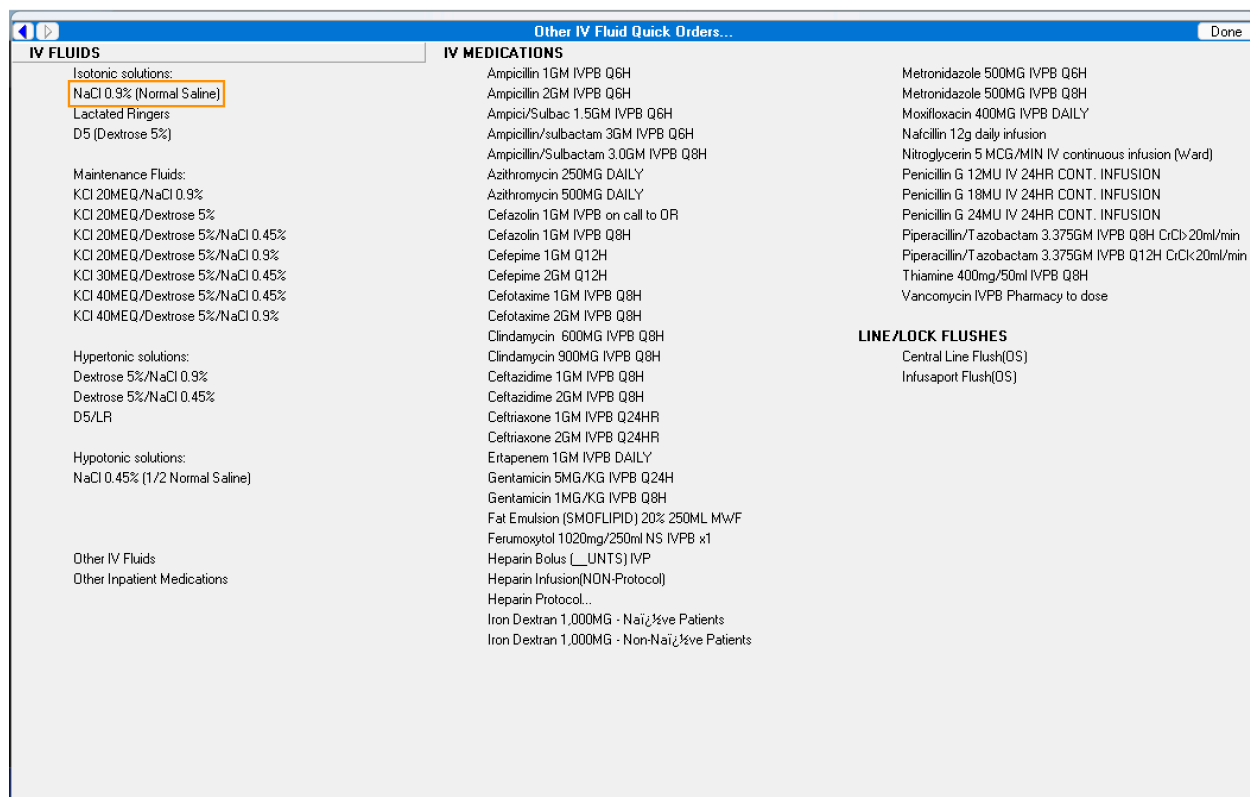 Other IV Fluid Quick Orders...
Done
IV FLUIDS
Isotonic solutions:
NaCl 0.9% (Normal Saline)
Lactated Ringers
D5 (Dextrose 5%)
Maintenance Fluids:
KCl 20MEQ/NaCl 0.9%
KCl 20MEQ/Dextrose 5%
KCl 20MEQ/Dextrose 5%/NaCl 0.45%
KCl 20MEQ/Dextrose 5%/NaCl 0.9%
KCl 30MEQ/Dextrose 5%/NaCl 0.45%
KCl 40MEQ/Dextrose 5%/NaCl 0.45%
KCl 40MEQ/Dextrose 5%/NaCl 0.9%
Hypertonic solutions:
Dextrose 5%/NaCl 0.9%
Dextrose 5%/NaCl 0.45%
D5/LR
Hypotonic solutions:
NaCl 0.45% (1/2 Normal Saline)
Other IV Fluids
Other Inpatient Medications
IV MEDICATIONS
Ampicillin 1GM IVPB Q6H
Ampicillin 2GM IVPB Q6H
Ampici/Sulbac 1.5GM IVPB Q6H
Ampicillin/sulbactam 3GM IVPB Q6H
Ampicillin/Sulbactam 3.0GM IVPB Q8H
Azithromycin 250MG DAILY
Azithromycin 500MG DAILY
Cefazolin 1GM IVPB on call to OR
Cefazolin 1GM IVPB Q8H
Cefepime 1GM Q12H
Cefepime 2GM Q12H
Cefotaxime 1GM IVPB Q8H
Cefotaxime 2GM IVPB Q8H
Clindamycin  600MG IVPB Q8H
Clindamycin 900MG IVPB Q8H
Ceftazidime 1GM IVPB Q8H
Ceftazidime 2GM IVPB Q8H
Ceftriaxone 1GM IVPB Q24HR
Ceftriaxone 2GM IVPB Q24HR
Ertapenem 1GM IVPB DAILY
Gentamicin 5MG/KG IVPB Q24H
Gentamicin 1MG/KG IVPB Q8H
Fat Emulsion (SMOFLIPID) 20% 250ML MWF
Ferumoxytol 1020mg/250ml NS IVPB x1
Heparin Bolus (__UNTS) IVP
Heparin Infusion(NON-Protocol)
Heparin Protocol...
Iron Dextran 1,000MG - Naï¿½ve Patients
Iron Dextran 1,000MG - Non-Naï¿½ve Patients
Metronidazole 500MG IVPB Q6H
Metronidazole 500MG IVPB Q8H
Moxifloxacin 400MG IVPB DAILY
Nafcillin 12g daily infusion
Nitroglycerin 5 MCG/MIN IV continuous infusion (Ward)
Penicillin G 12MU IV 24HR CONT. INFUSION
Penicillin G 18MU IV 24HR CONT. INFUSION
Penicillin G 24MU IV 24HR CONT. INFUSION
Piperacillin/Tazobactam 3.375GM IVPB Q8H CrCl>20ml/min
Piperacillin/Tazobactam 3.375GM IVPB Q12H CrCl<20ml/min
Thiamine 400mg/50ml IVPB Q8H
Vancomycin IVPB Pharmacy to dose
LINE/LOCK FLUSHES
Central Line Flush(OS)
Infusaport Flush(OS)